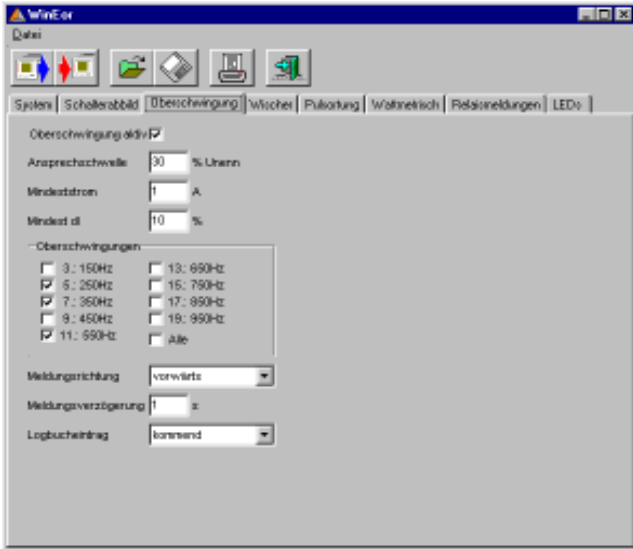 WinEor
Datei
System Schalterabbild Oberschwingung Wischer Pulsortung Wattmetrisch Relaismeldungen LEDs
Oberschwingung aktiv
Ansprechschwelle 30 % Unenn
Mindeststrom 1 A
Mindest dI 10 %
Oberschwingungen
3.: 150Hz 13.: 650Hz
5.: 250Hz 15.: 750Hz
7.: 350Hz 17.: 850Hz
9.: 450Hz 19.: 950Hz
11.: 550Hz Alle
Meldungsrichtung vorwärts
Meldungsverzögerung 1 s
Logbucheintrag kommend